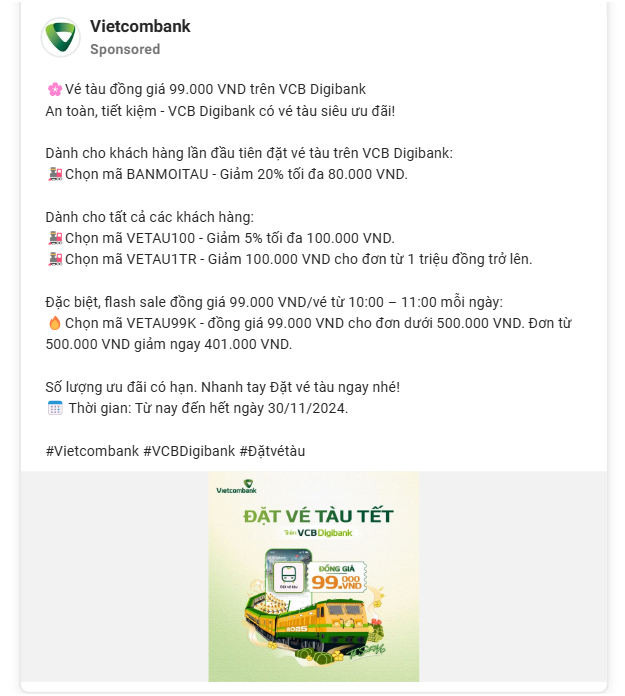 Vietcombank
Sponsored
🌸Vé tàu đồng giá 99.000 VND trên VCB Digibank
An toàn, tiết kiệm - VCB Digibank có vé tàu siêu ưu đãi!
Dành cho khách hàng lần đầu tiên đặt vé tàu trên VCB Digibank:
🚂Chọn mã BANMOITAU - Giảm 20% tối đa 80.000 VND.
Dành cho tất cả các khách hàng:
🚂Chọn mã VETAU100 - Giảm 5% tối đa 100.000 VND.
🚂Chọn mã VETAU1TR - Giảm 100.000 VND cho đơn từ 1 triệu đồng trở lên.
Đặc biệt, flash sale đồng giá 99.000 VND/vé từ 10:00 – 11:00 mỗi ngày:
🔥Chọn mã VETAU99K - đồng giá 99.000 VND cho đơn dưới 500.000 VND. Đơn từ
500.000 VND giảm ngay 401.000 VND.
Số lượng ưu đãi có hạn. Nhanh tay Đặt vé tàu ngay nhé!
🗓️ Thời gian: Từ nay đến hết ngày 30/11/2024.
#Vietcombank #VCBDigibank #Đặtvétàu
Vietcombank
ĐẶT VÉ TÀU TẾT
Trên VCBDigibank
Đặt vé tàu
ĐỒNG GIÁ
99.000 VND